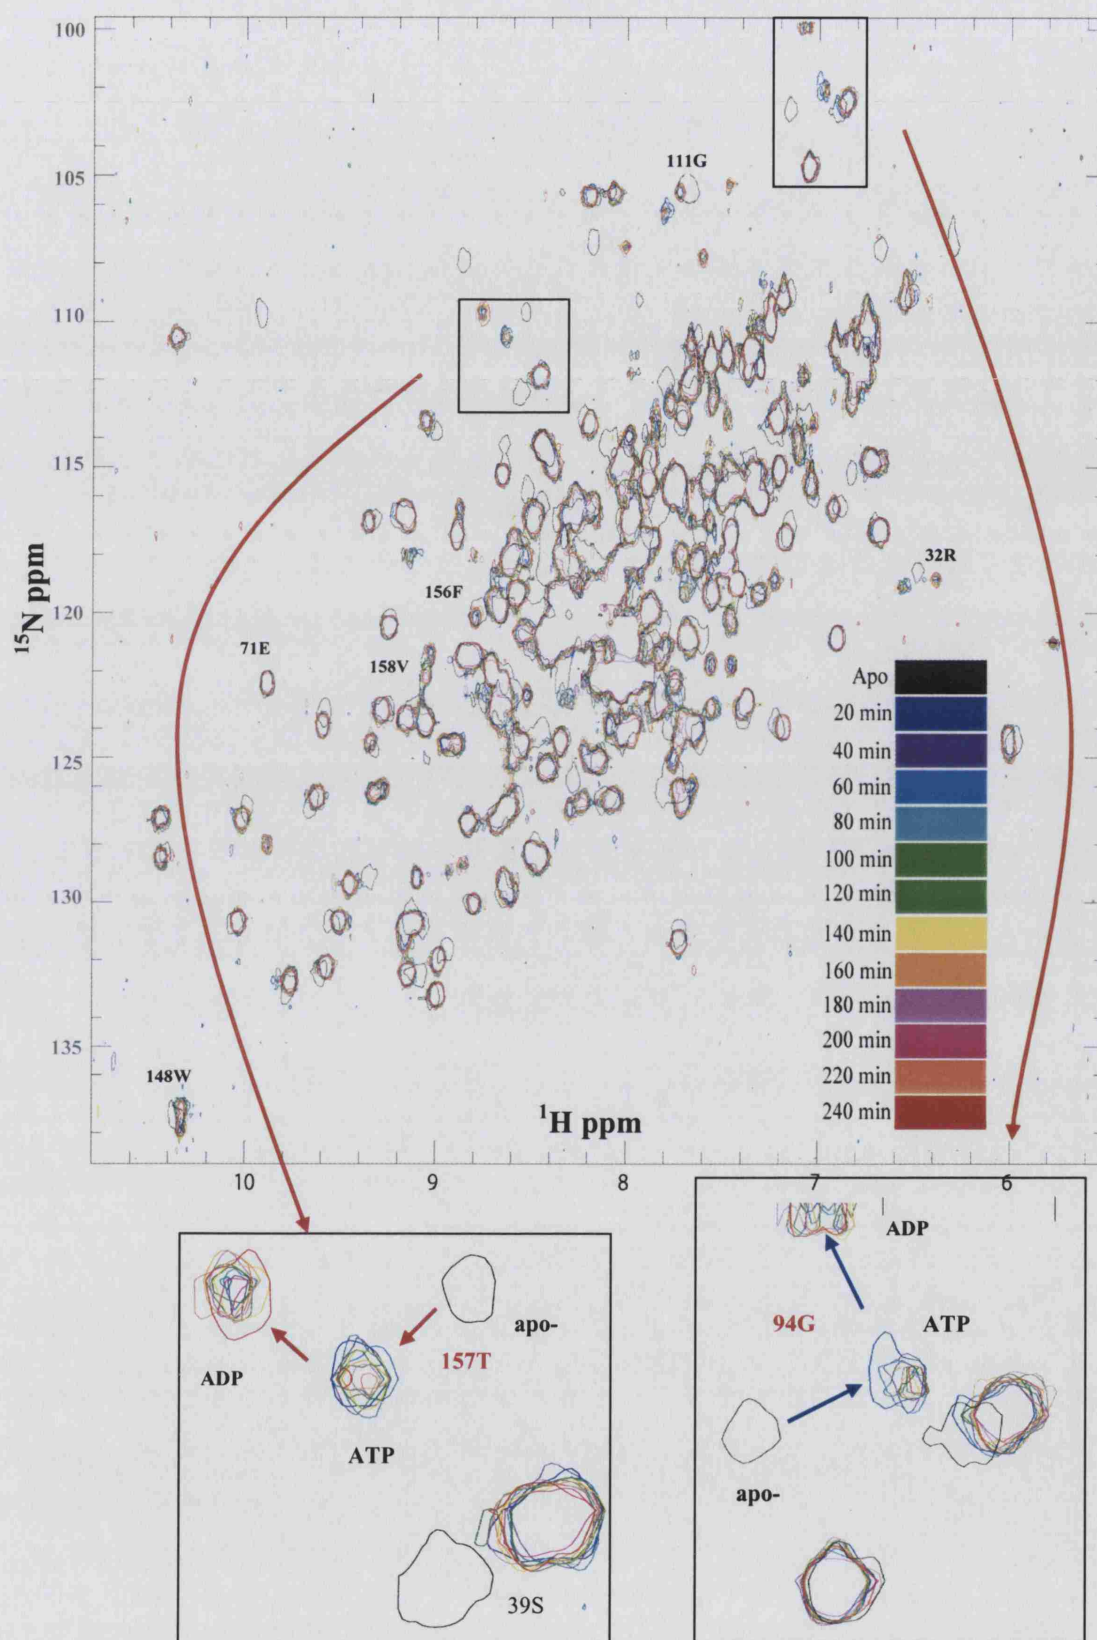 100
105
110
115
120
125
130
135
¹⁵N ppm
111G
32R
156F
71E
158V
148W
¹H ppm
10
9
8
7
6
Apo
20 min
40 min
60 min
80 min
100 min
120 min
140 min
160 min
180 min
200 min
220 min
240 min
apo-
157T
ADP
ATP
39S
ADP
94G
ATP
apo-